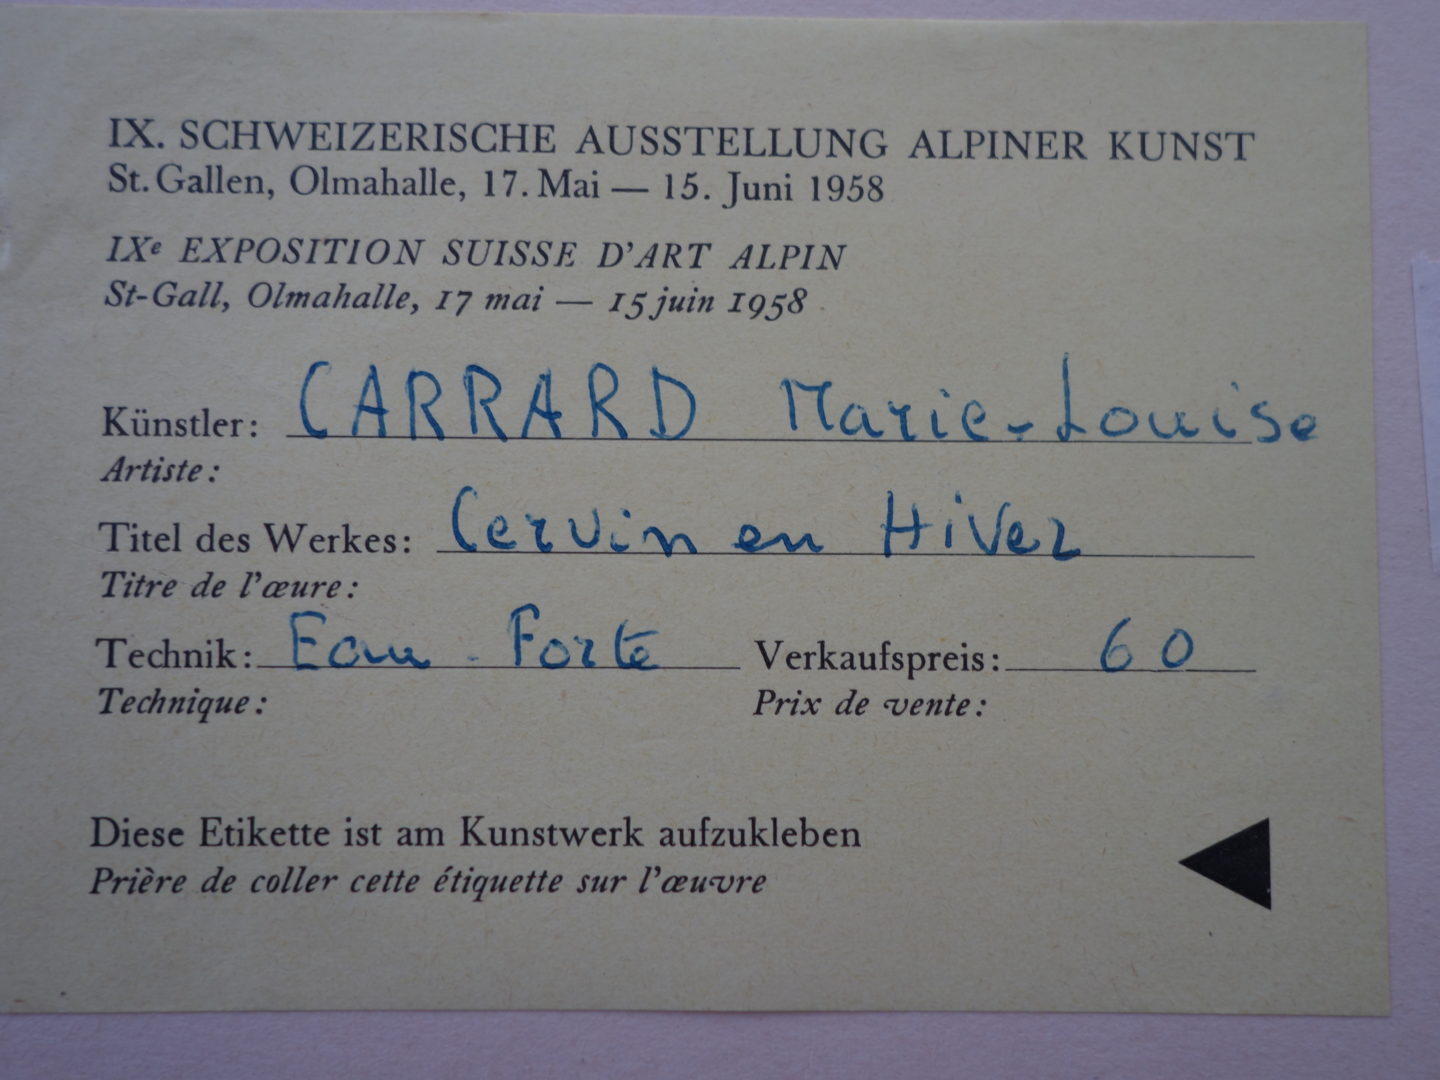 IX. SCHWEIZERISCHE AUSSTELLUNG ALPINER KUNST
St. Gallen, Olmahalle, 17. Mai — 15. Juni 1958
IXe EXPOSITION SUISSE D'ART ALPIN
St-Gall, Olmahalle, 17 mai — 15 juin 1958
Künstler: CARRARD Marie-Louise
Artiste:
Titel des Werkes: Cervin en Hiver
Titre de l'œure:
Technik: Eau-Forte Verkaufspreis: 60
Technique: Prix de vente:
Diese Etikette ist am Kunstwerk aufzukleben
Prière de coller cette étiquette sur l'œuvre